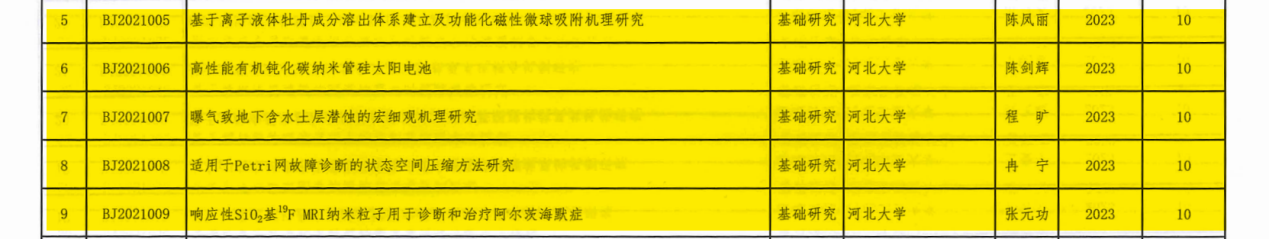 5 BJ2021005 基于离子液体牡丹成分溶出体系建立及功能化磁性微球吸附机理研究 基础研究 河北大学 陈凤丽 2023 10
6 BJ2021006 高性能有机钝化碳纳米管硅太阳电池 基础研究 河北大学 陈剑辉 2023 10
7 BJ2021007 曝气致地下含水土层潜蚀的宏细观机理研究 基础研究 河北大学 程 旷 2023 10
8 BJ2021008 适用于Petri网故障诊断的状态空间压缩方法研究 基础研究 河北大学 冉 宁 2023 10
9 BJ2021009 响应性SiO₂基¹⁹F MRI纳米粒子用于诊断和治疗阿尔茨海默症 基础研究 河北大学 张元功 2023 10